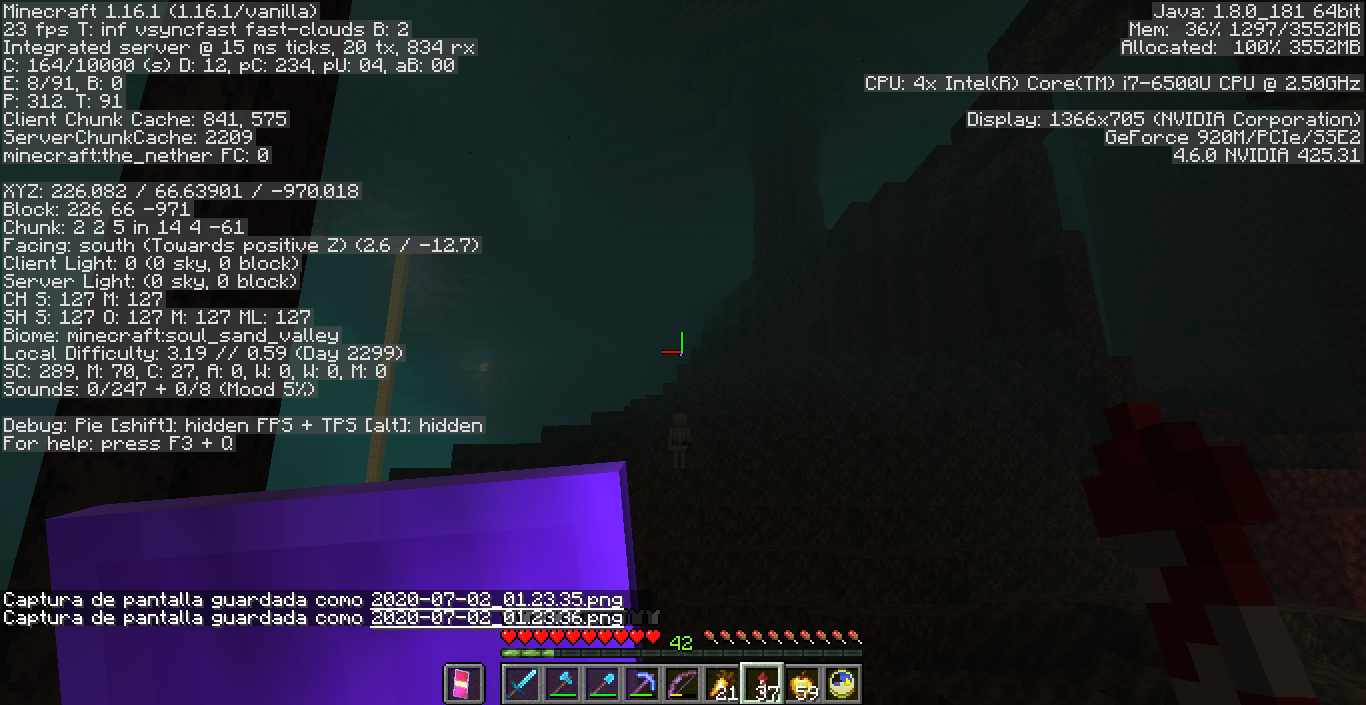 Minecraft 1.16.1 (1.16.1/vanilla)
23 fps T: inf vsyncfast fast-clouds B: 2
Integrated server @ 15 ms ticks, 20 tx, 834 rx
C: 164/10000 (s) D: 12, pC: 234, pU: 04, aB: 00
E: 8/91, B: 0
P: 312. T: 91
Client Chunk Cache: 841, 575
ServerChunkCache: 2209
minecraft:the_nether FC: 0
XYZ: 226.082 / 66.63901 / -970.018
Block: 226 66 -971
Chunk: 2 2 5 in 14 4 -61
Facing: south (Towards positive Z) (2.6 / -12.7)
Client Light: 0 (0 sky, 0 block)
Server Light: (0 sky, 0 block)
CH S: 127 M: 127
SH S: 127 O: 127 M: 127 ML: 127
Biome: minecraft:soul_sand_valley
Local Difficulty: 3.19 // 0.59 (Day 2299)
SC: 289, M: 70, C: 27, A: 0, W: 0, W: 0, M: 0
Sounds: 0/247 + 0/8 (Mood 5%)
Debug: Pie [shift]: hidden FPS + TPS [alt]: hidden
For help: press F3 + Q
Java: 1.8.0_181 64bit
Mem: 36% 1297/3552MB
Allocated: 100% 3552MB
CPU: 4x Intel(R) Core(TM) i7-6500U CPU @ 2.50GHz
Display: 1366x705 (NVIDIA Corporation)
GeForce 920M/PCIe/SSE2
4.6.0 NVIDIA 425.31
Captura de pantalla guardada como 2020-07-02_01.23.35.png
Captura de pantalla guardada como 2020-07-02_01.23.36.png
42
21 37 59